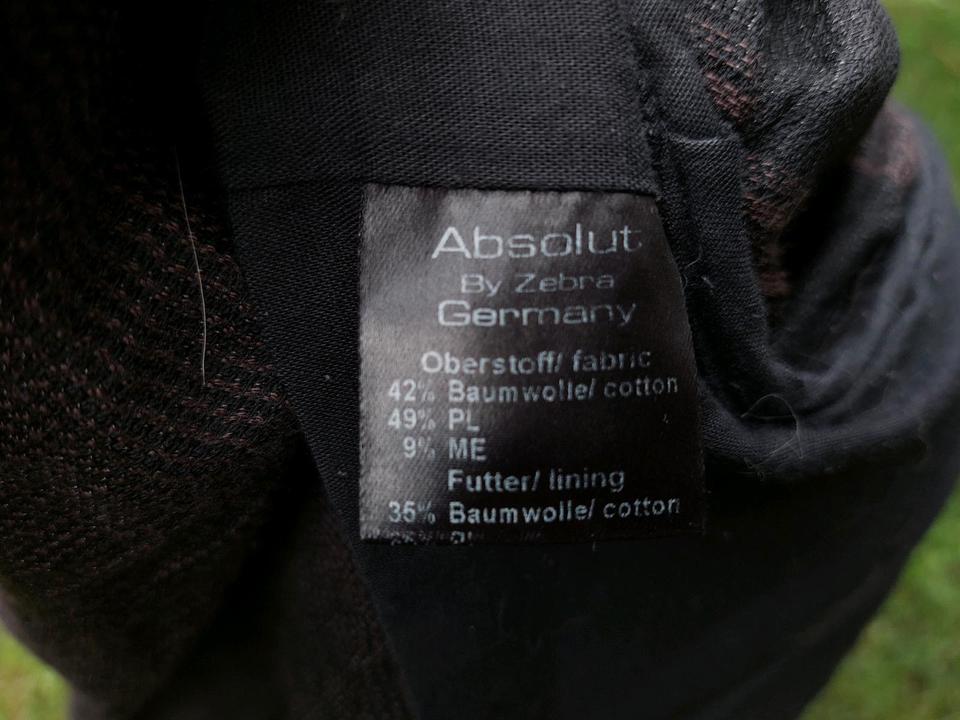 Absolut
By Zebra
Germany
Oberstoff/ fabric
42% Baumwolle/ cotton
49% PL
9% ME
Futter/ lining
35% Baumwolle/ cotton